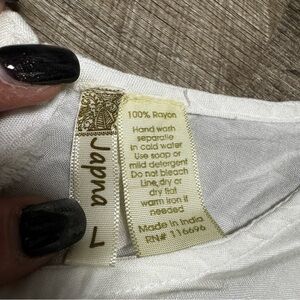 Japna
L
100% Rayon
Hand wash
separate
in cold water
Use soap or
mild detergent
Do not bleach
Line dry or
dry flat
warm iron if
needed
Made in India
RN# 116696